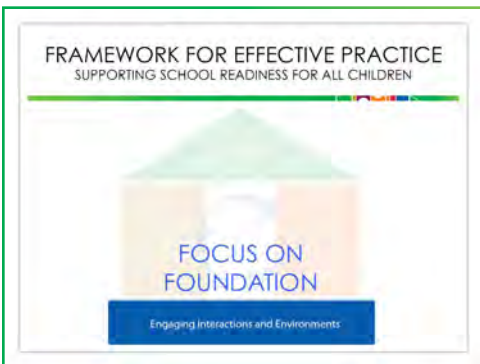 FRAMEWORK FOR EFFECTIVE PRACTICE
SUPPORTING SCHOOL READINESS FOR ALL CHILDREN
FOCUS ON
FOUNDATION
Engaging Interactions and Environments